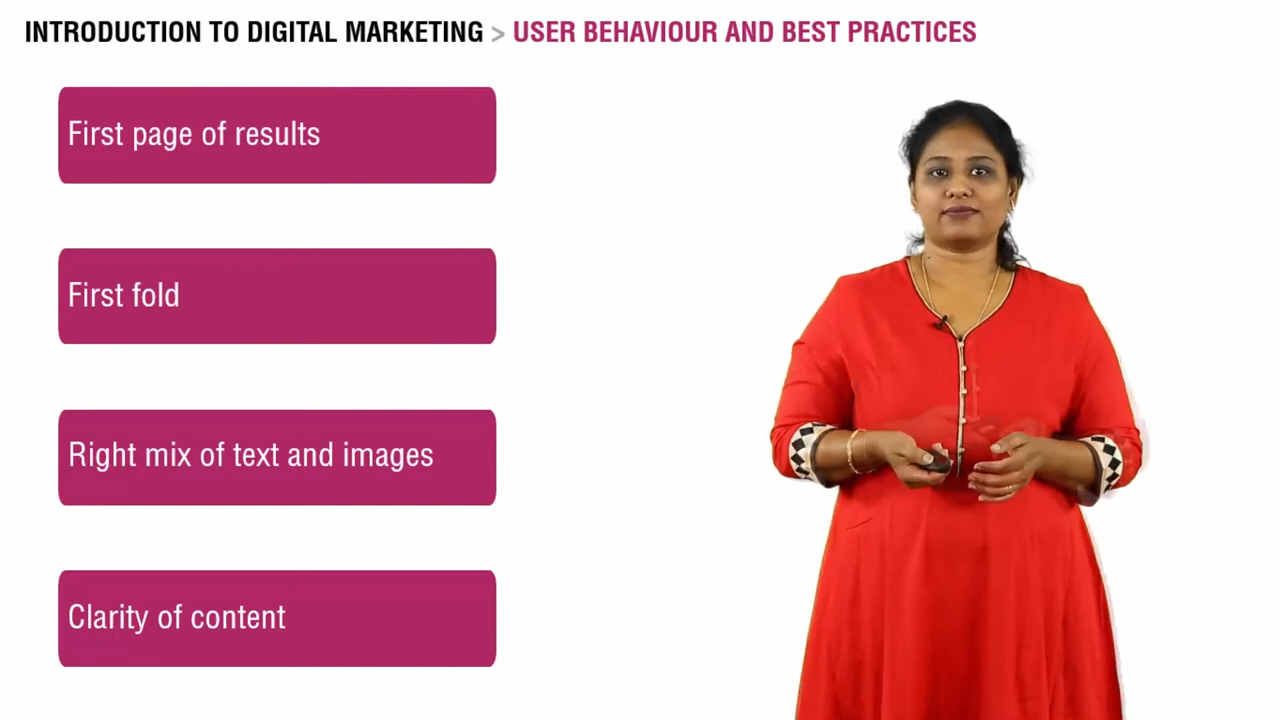 INTRODUCTION TO DIGITAL MARKETING > USER BEHAVIOUR AND BEST PRACTICES
First page of results
First fold
Right mix of text and images
Clarity of content